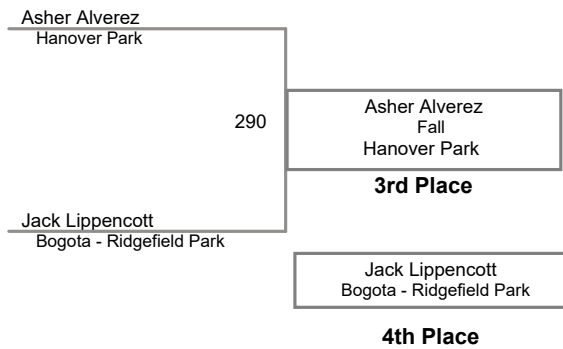 Asher Alverez
Hanover Park
290
Asher Alverez
Fall
Hanover Park
3rd Place
Jack Lippencott
Bogota - Ridgefield Park
Jack Lippencott
Bogota - Ridgefield Park
4th Place